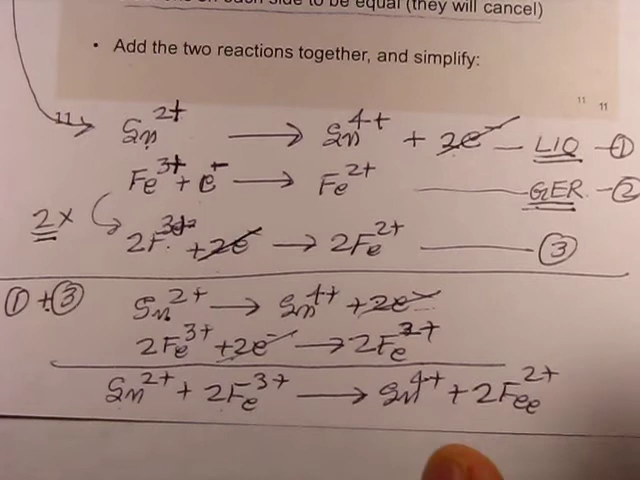 on each side to be equal (they will cancel)
• Add the two reactions together, and simplify:
11 11
11 Sn²⁺ → Sn⁴⁺ + 2e⁻ — LIO — ①
Fe³⁺ + e⁻ → Fe²⁺ — GER — ②
2× 2Fe³⁺ + 2e⁻ → 2Fe²⁺ — ③
① + ③ Sn²⁺ → Sn⁴⁺ + 2e⁻
2Fe³⁺ + 2e⁻ → 2Fe²⁺
Sn²⁺ + 2Fe³⁺ → Sn⁴⁺ + 2Fe²⁺